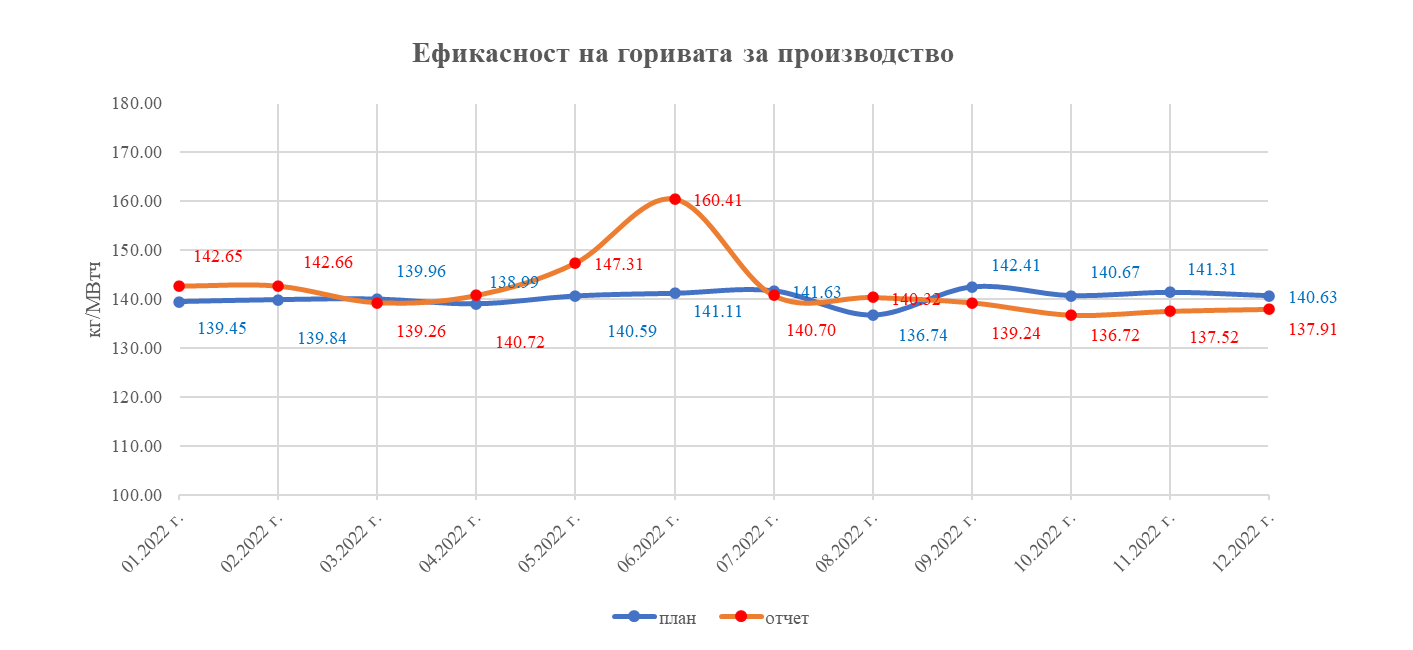 Ефикасност на горивата за производство
кг/МВтч
180.00
170.00
160.00
150.00
140.00
130.00
120.00
110.00
100.00
142.65
142.66
139.26
140.72
147.31
160.41
140.70
140.32
139.24
136.72
137.52
137.91
139.45
139.84
139.96
138.99
140.59
141.11
141.63
136.74
142.41
140.67
141.31
140.63
01.2022 г.
02.2022 г.
03.2022 г.
04.2022 г.
05.2022 г.
06.2022 г.
07.2022 г.
08.2022 г.
09.2022 г.
10.2022 г.
11.2022 г.
12.2022 г.
план
отчет